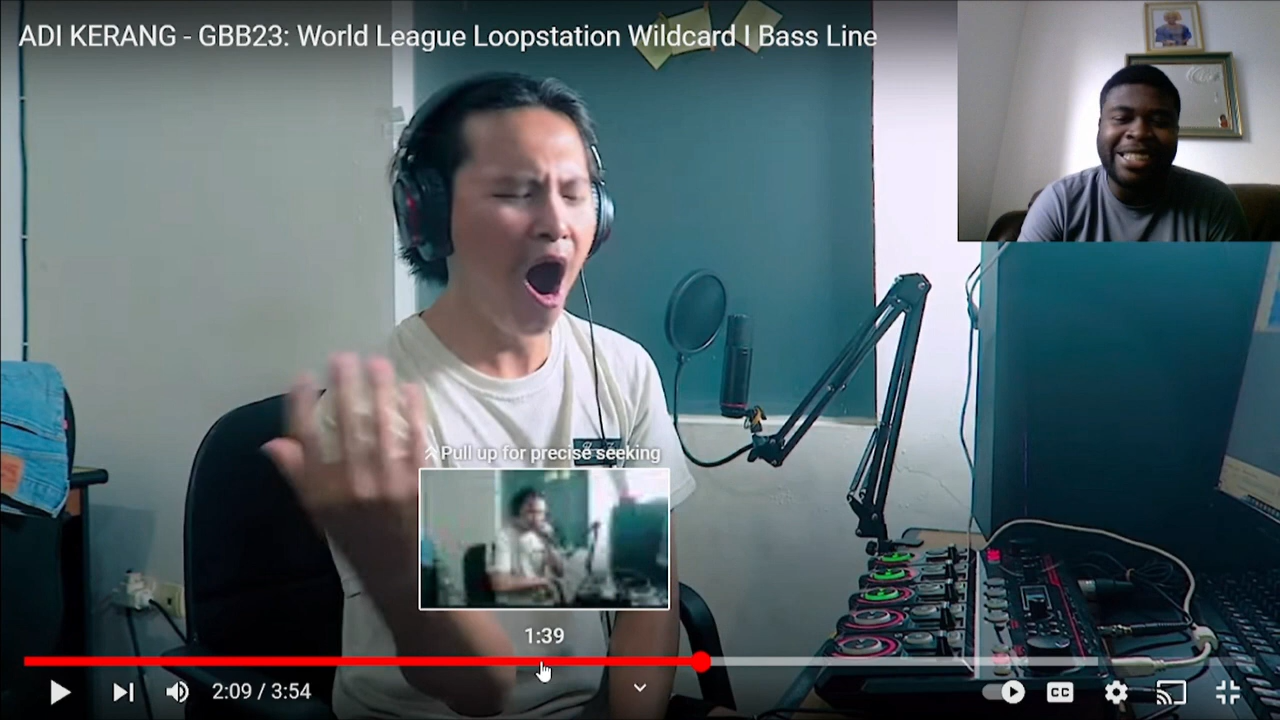 ADI KERANG - GBB23: World League Loopstation Wildcard I Bass Line
Pull up for precise seeking
1:39
2:09 / 3:54
CC